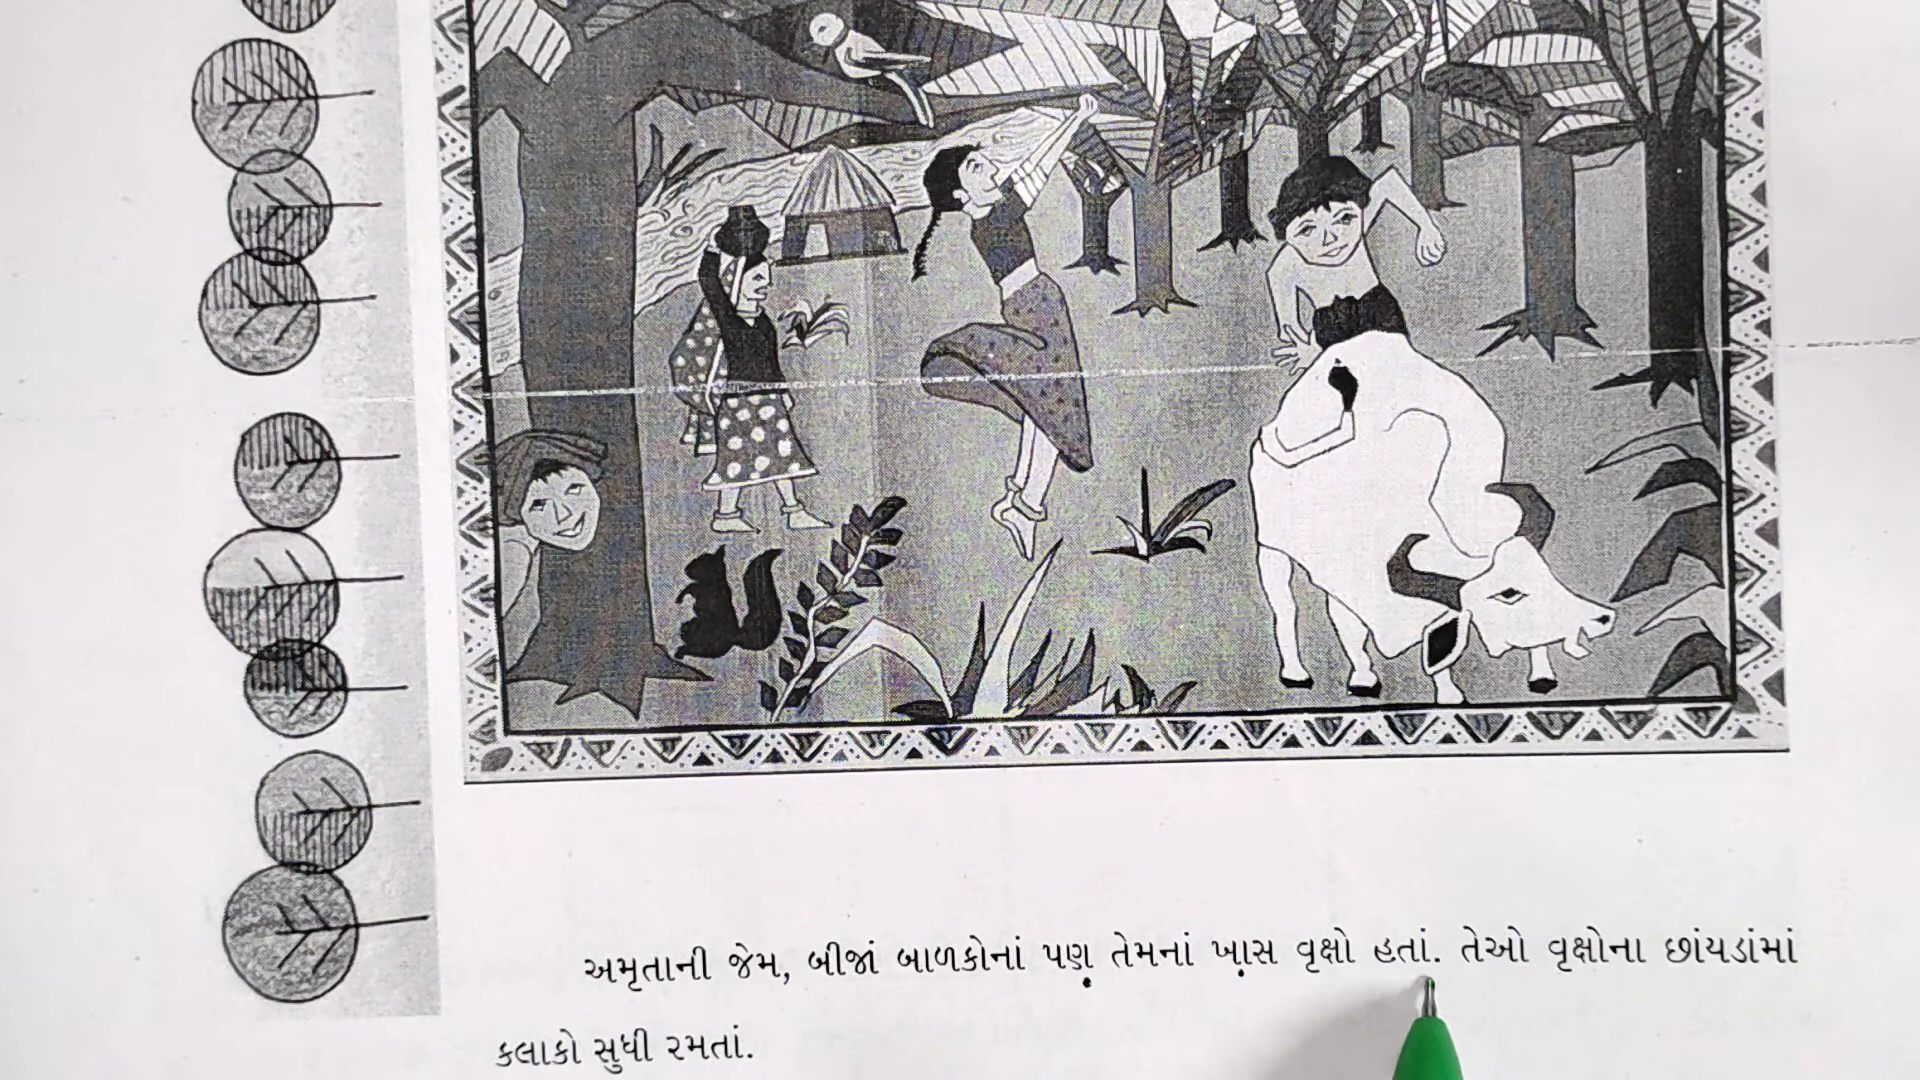 અમૃતાની જેમ, બીજાં બાળકોનાં પણ તેમનાં ખાસ વૃક્ષો હતાં. તેઓ વૃક્ષોના છાંયડાંમાં
કલાકો સુધી રમતાં.